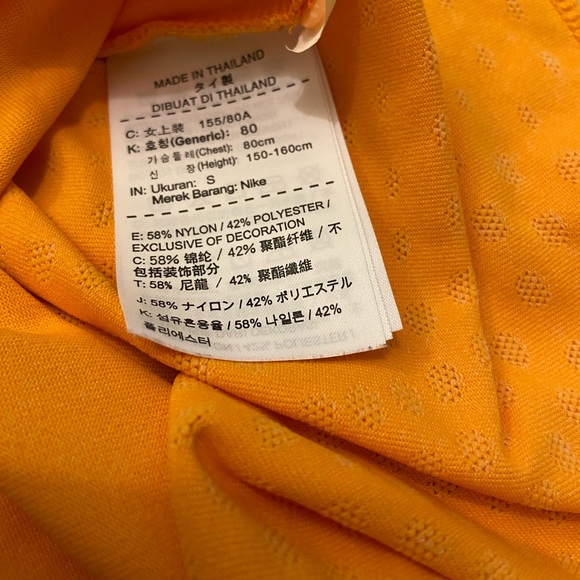 MADE IN THAILAND
タイ製
DIBUAT DI THAILAND
C: 女上装 155/80A
K: 호칭(Generic): 80
가슴둘레(Chest): 80cm
신 장(Height): 150-160cm
IN: Ukuran: S
Merek Barang: Nike
E: 58% NYLON / 42% POLYESTER /
EXCLUSIVE OF DECORATION
C: 58% 锦纶 / 42% 聚酯纤维 / 不
包括装饰部分
T: 58% 尼龍 / 42% 聚酯纖維
J: 58% ナイロン / 42% ポリエステル
K: 섬유혼용율 / 58% 나일론 / 42%
폴리에스터